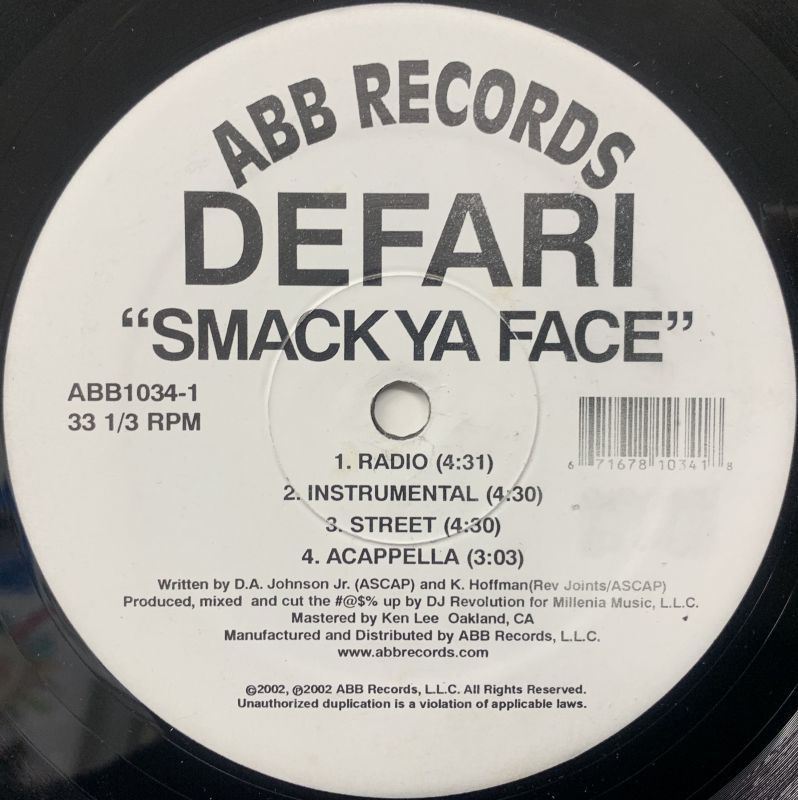 ABB RECORDS
DEFARI
“SMACK YA FACE”
ABB1034-1
33 1/3 RPM
6 71678 10341 8
1. RADIO (4:31)
2. INSTRUMENTAL (4:30)
3. STREET (4:30)
4. ACAPPELLA (3:03)
Written by D.A. Johnson Jr. (ASCAP) and K. Hoffman(Rev Joints/ASCAP)
Produced, mixed and cut the #@$% up by DJ Revolution for Millenia Music, L.L.C.
Mastered by Ken Lee Oakland, CA
Manufactured and Distributed by ABB Records, L.L.C.
www.abbrecords.com
©2002, ℗2002 ABB Records, L.L.C. All Rights Reserved.
Unauthorized duplication is a violation of applicable laws.